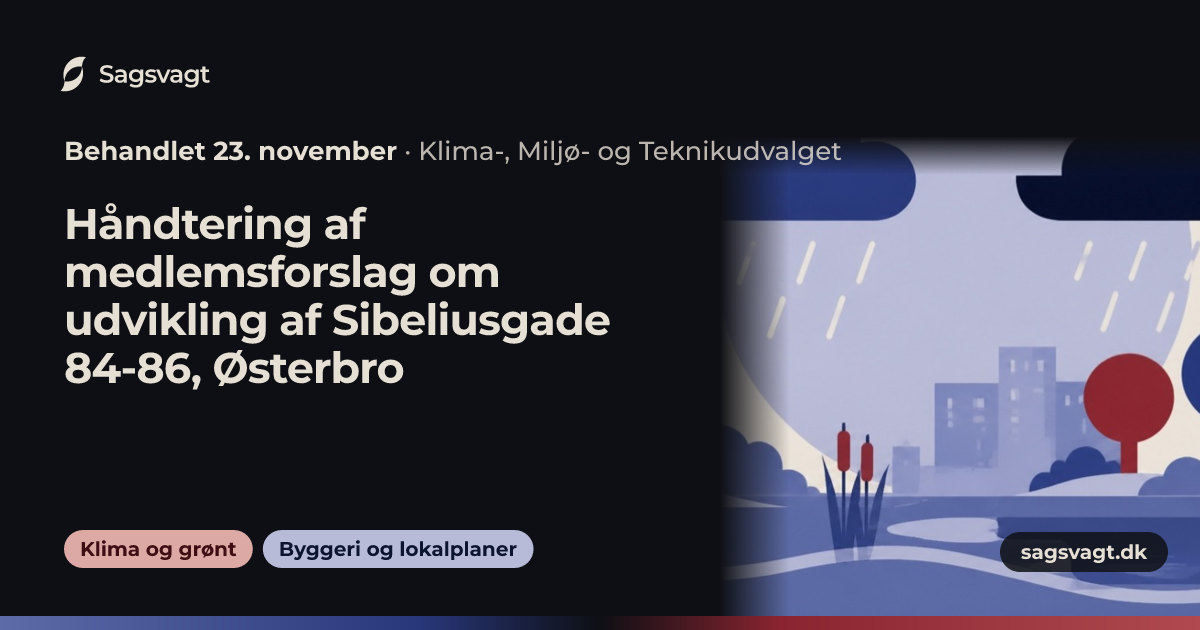 Sagsvagt
Behandlet 23. november · Klima-, Miljø- og Teknikudvalget
Håndtering af
medlemsforslag om
udvikling af Sibeliusgade
84-86, Østerbro
Klima og grønt
Byggeri og lokalplaner
sagsvagt.dk